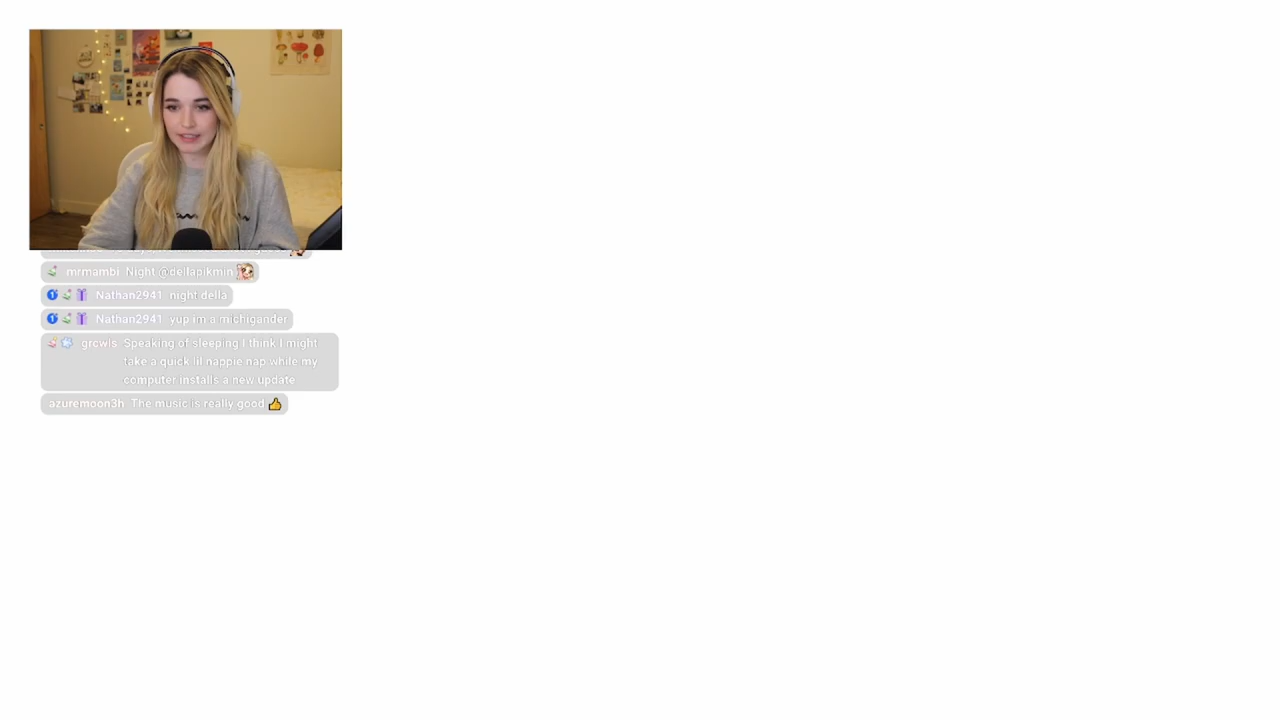 mrmambi Night @dellapikmin
Nathan2941 night della
Nathan2941 yup im a michigander
grcwis Speaking of sleeping I think I might
take a quick lil nappie nap while my
computer installs a new update
azuremoon3h The music is really good 👍